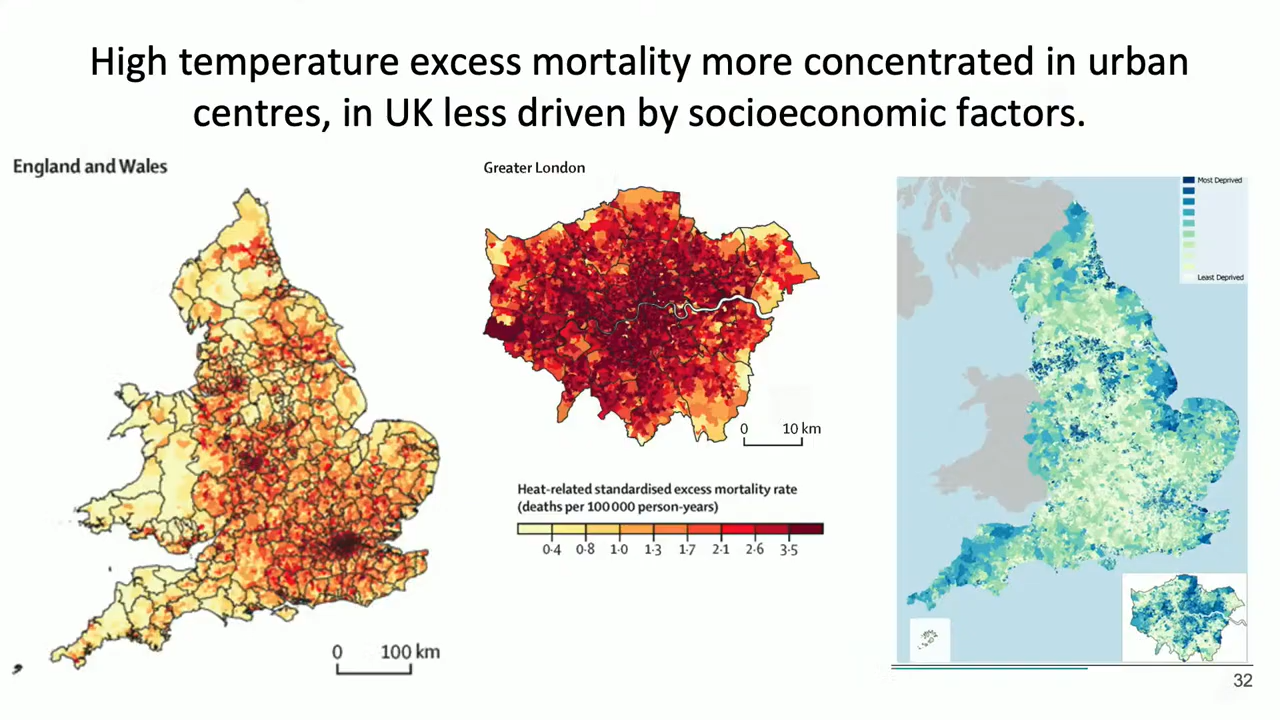 High temperature excess mortality more concentrated in urban
centres, in UK less driven by socioeconomic factors.
England and Wales
0 100 km
Greater London
0 10 km
Heat-related standardised excess mortality rate
(deaths per 100 000 person-years)
0·4 0·8 1·0 1·3 1·7 2·1 2·6 3·5
Most Deprived
Least Deprived
32